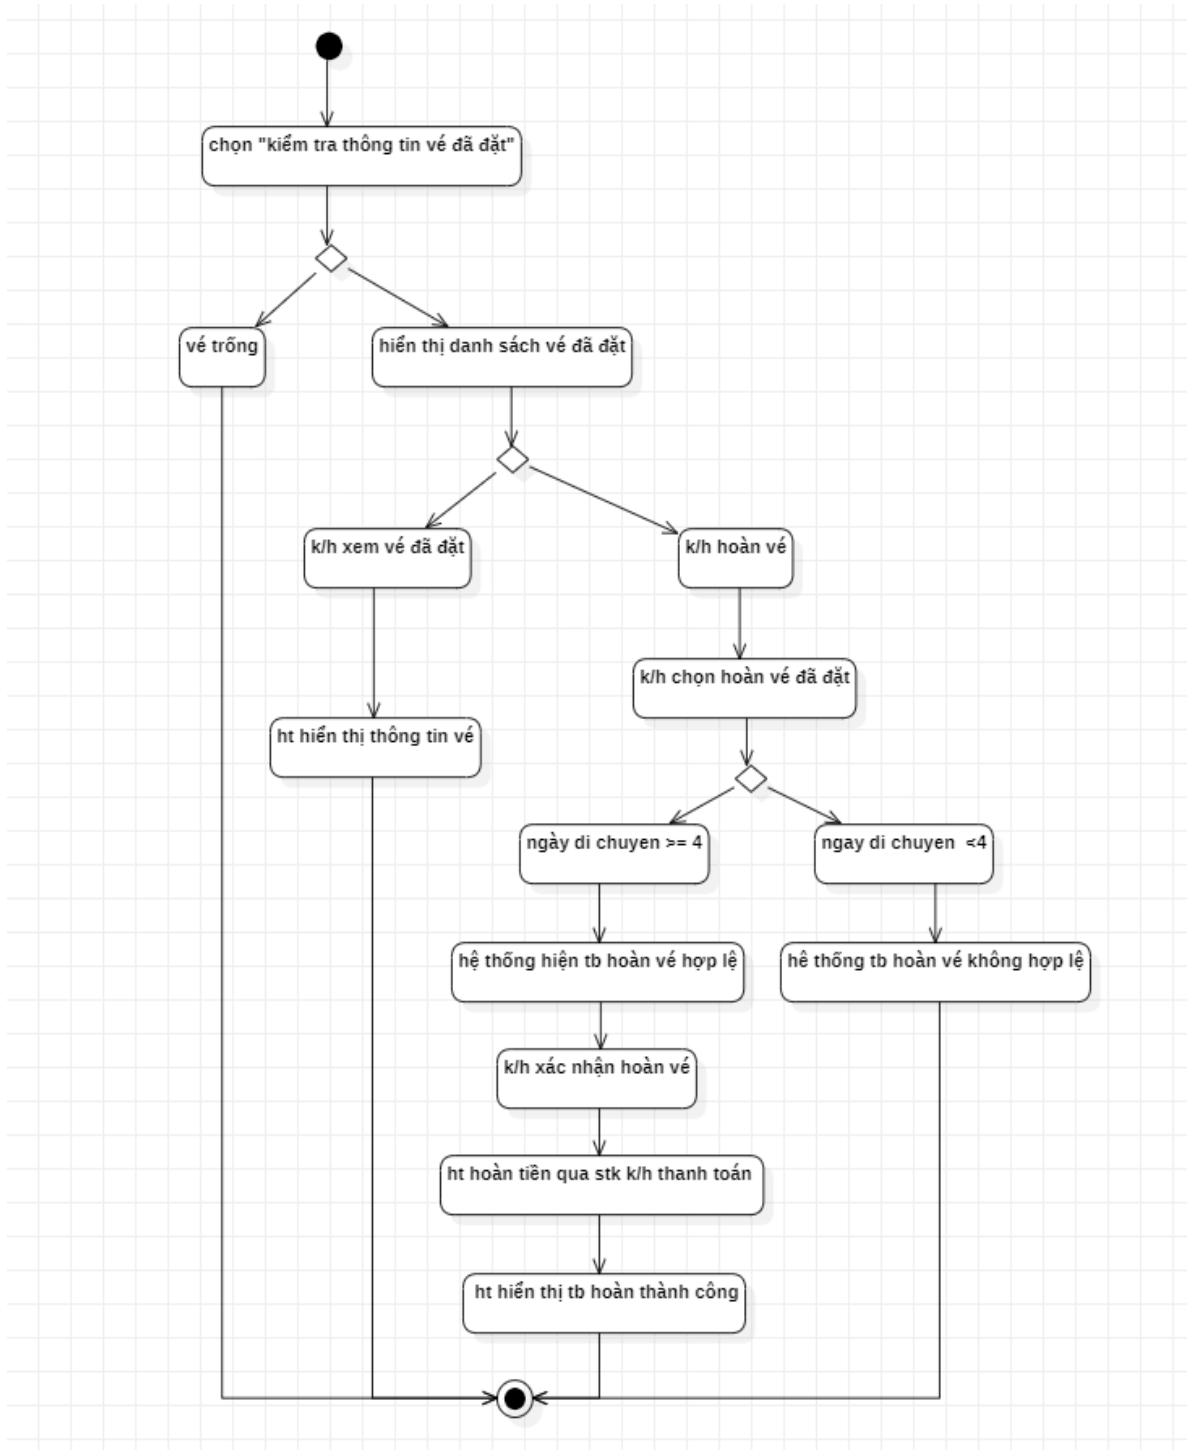 chọn "kiểm tra thông tin vé đã đặt"
vé trống
hiển thị danh sách vé đã đặt
k/h xem vé đã đặt
k/h hoàn vé
k/h chọn hoàn vé đã đặt
ht hiển thị thông tin vé
ngày di chuyen >= 4
ngay di chuyen <4
hệ thống hiện tb hoàn vé hợp lệ
hê thống tb hoàn vé không hợp lệ
k/h xác nhận hoàn vé
ht hoàn tiền qua stk k/h thanh toán
ht hiển thị tb hoàn thành công